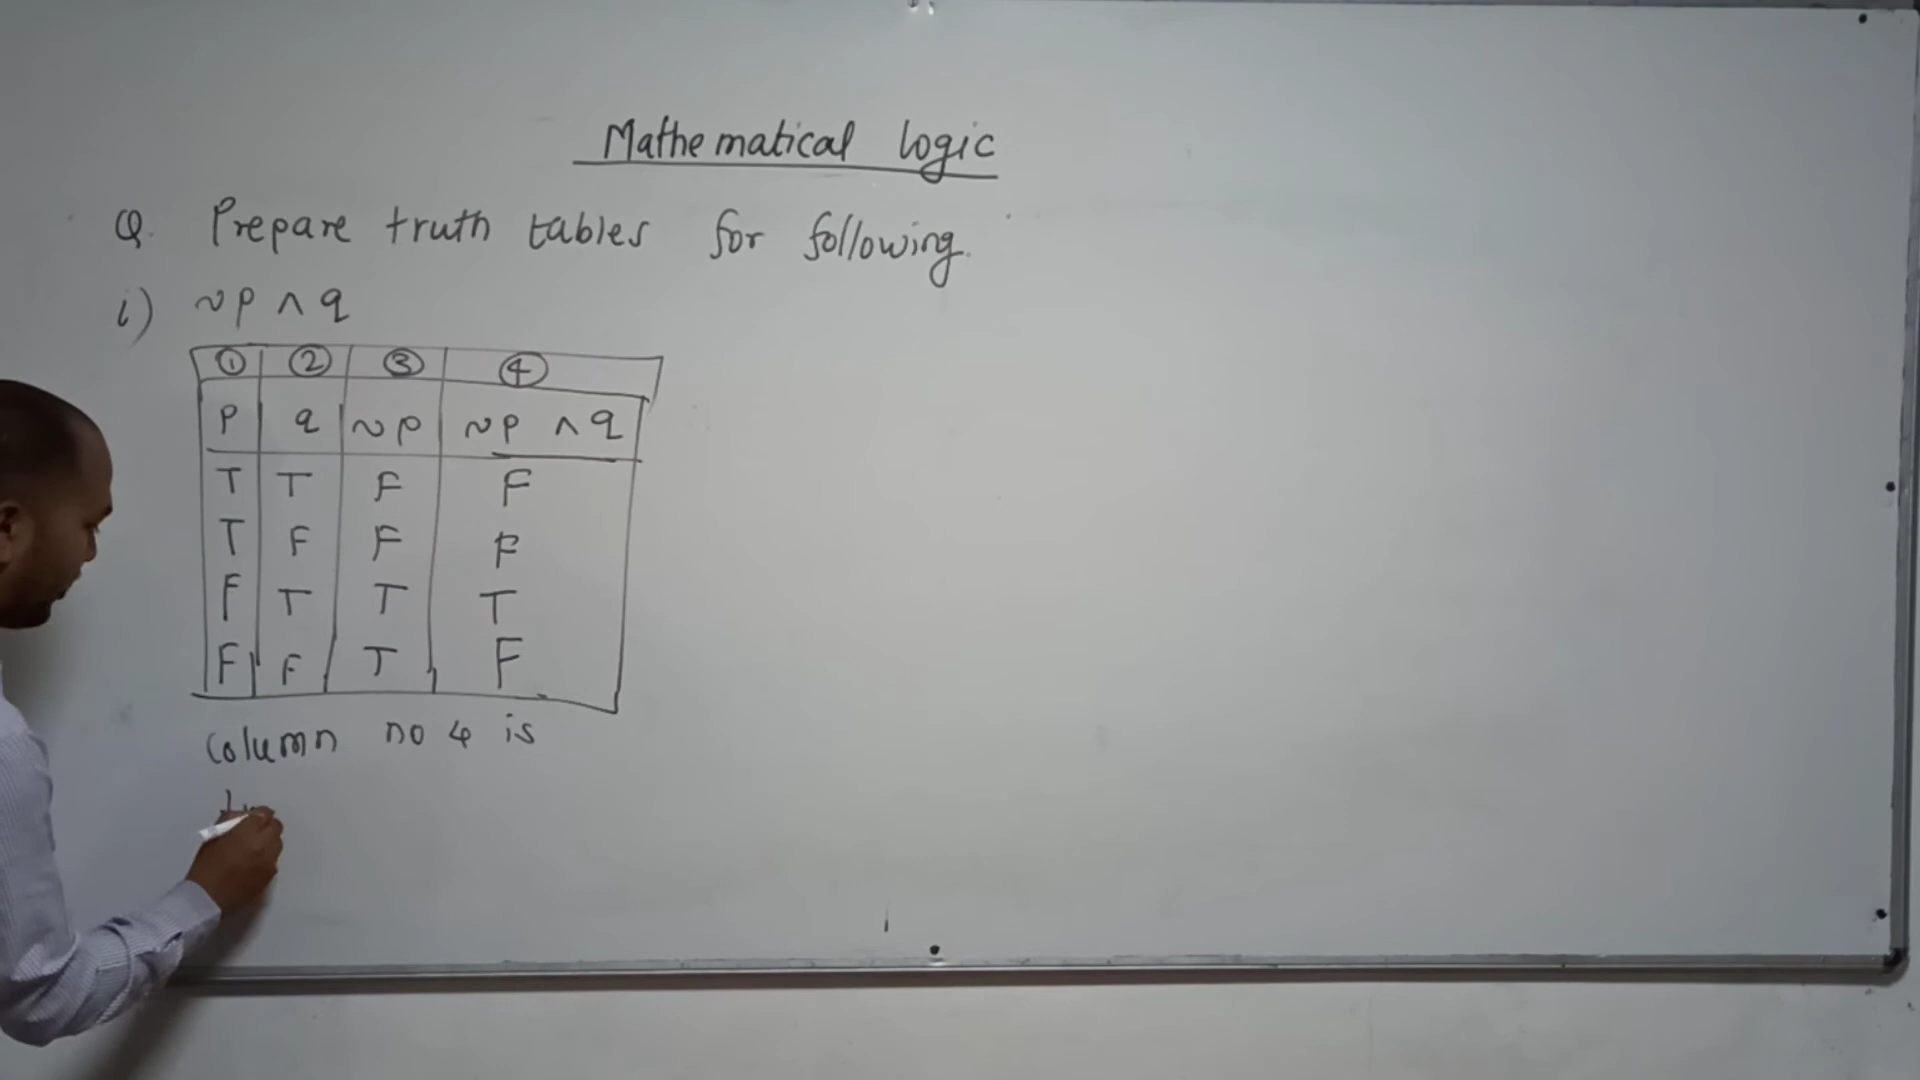 Mathematical logic
Q. Prepare truth tables for following.
i) ~p ∧ q
① ② ③ ④
p q ~p ~p ∧ q
T T F F
T F F F
F T T T
F F T F
column no 4 is